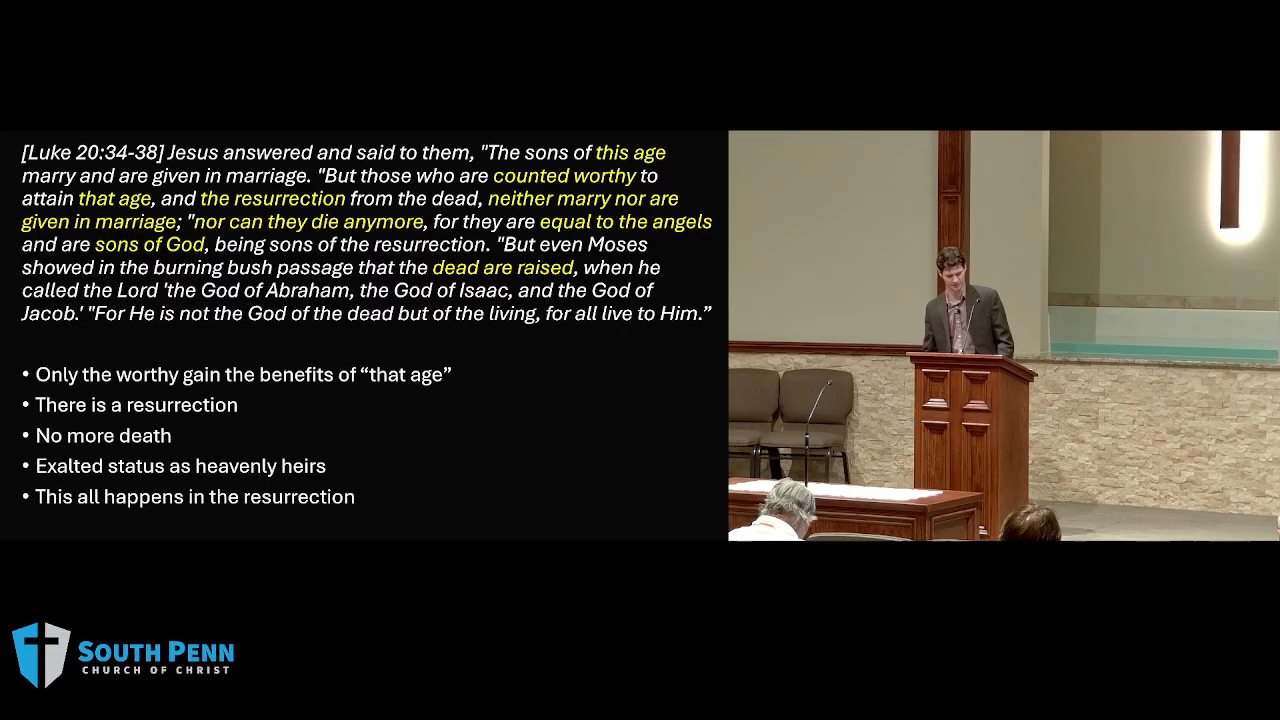 [Luke 20:34-38] Jesus answered and said to them, "The sons of this age
marry and are given in marriage. "But those who are counted worthy to
attain that age, and the resurrection from the dead, neither marry nor are
given in marriage; "nor can they die anymore, for they are equal to the angels
and are sons of God, being sons of the resurrection. "But even Moses
showed in the burning bush passage that the dead are raised, when he
called the Lord 'the God of Abraham, the God of Isaac, and the God of
Jacob.' "For He is not the God of the dead but of the living, for all live to Him.”
• Only the worthy gain the benefits of “that age”
• There is a resurrection
• No more death
• Exalted status as heavenly heirs
• This all happens in the resurrection
SOUTH PENN
CHURCH OF CHRIST